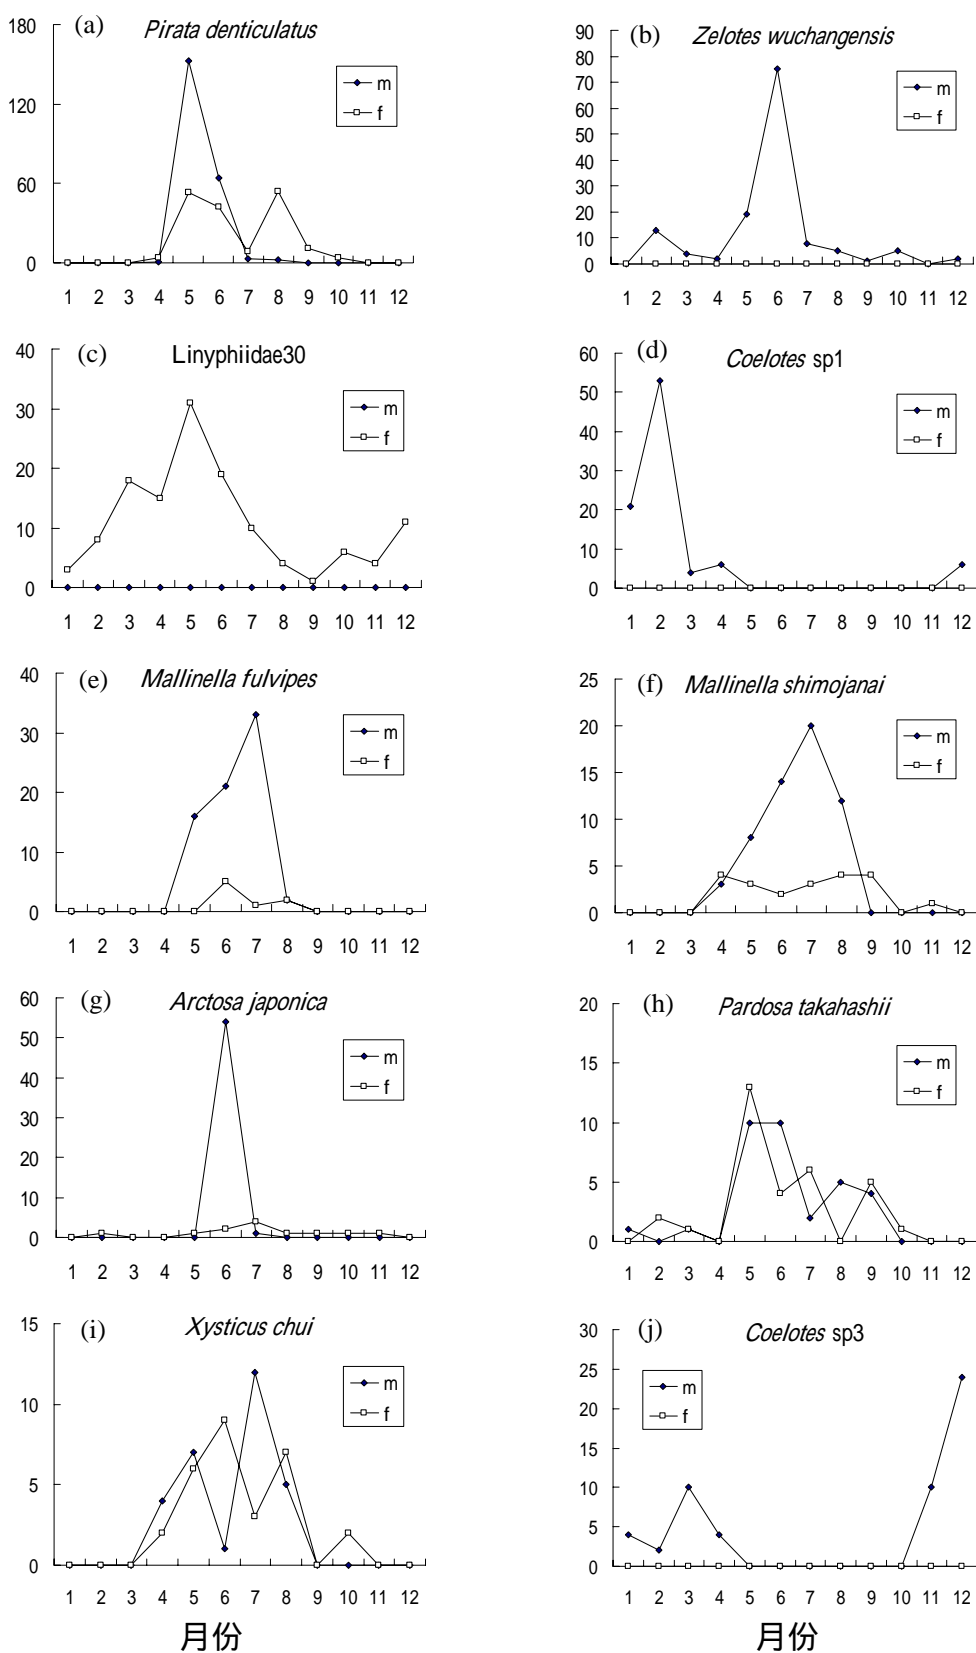 (a) Pirata denticulatus
180
120
60
0
m
f
1 2 3 4 5 6 7 8 9 10 11 12
(b) Zelotes wuchangensis
90
80
70
60
50
40
30
20
10
0
m
f
1 2 3 4 5 6 7 8 9 10 11 12
(c) Linyphiidae30
40
30
20
10
0
m
f
1 2 3 4 5 6 7 8 9 10 11 12
(d) Coelotes sp1
60
50
40
30
20
10
0
m
f
1 2 3 4 5 6 7 8 9 10 11 12
(e) Mallinella fulvipes
40
30
20
10
0
m
f
1 2 3 4 5 6 7 8 9 10 11 12
(f) Mallinella shimojanai
25
20
15
10
5
0
m
f
1 2 3 4 5 6 7 8 9 10 11 12
(g) Arctosa japonica
60
50
40
30
20
10
0
m
f
1 2 3 4 5 6 7 8 9 10 11 12
(h) Pardosa takahashii
20
15
10
5
0
m
f
1 2 3 4 5 6 7 8 9 10 11 12
(i) Xysticus chui
15
10
5
0
m
f
1 2 3 4 5 6 7 8 9 10 11 12
月份
(j) Coelotes sp3
30
25
20
15
10
5
0
m
f
1 2 3 4 5 6 7 8 9 10 11 12
月份